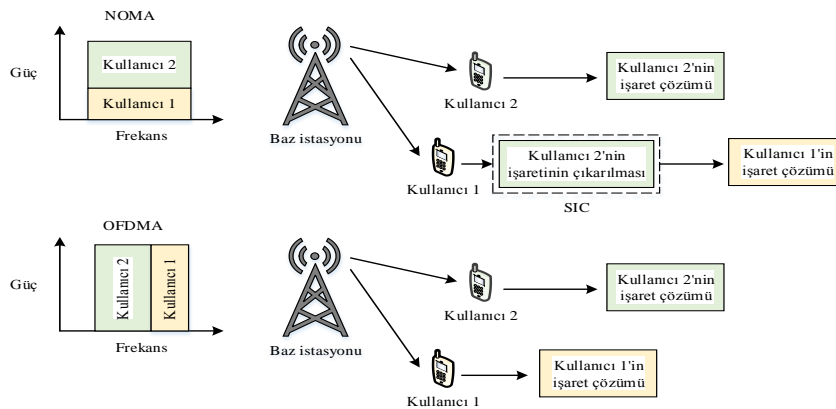 NOMA
Güç
Kullanıcı 2
Kullanıcı 1
Frekans
Baz istasyonu
Kullanıcı 2
Kullanıcı 2'nin
işaret çözümü
Kullanıcı 1
Kullanıcı 2'nin
işaretinin çıkarılması
SIC
Kullanıcı 1'in
işaret çözümü
OFDMA
Güç
Kullanıcı 2
Kullanıcı 1
Frekans
Baz istasyonu
Kullanıcı 2
Kullanıcı 2'nin
işaret çözümü
Kullanıcı 1
Kullanıcı 1'in
işaret çözümü